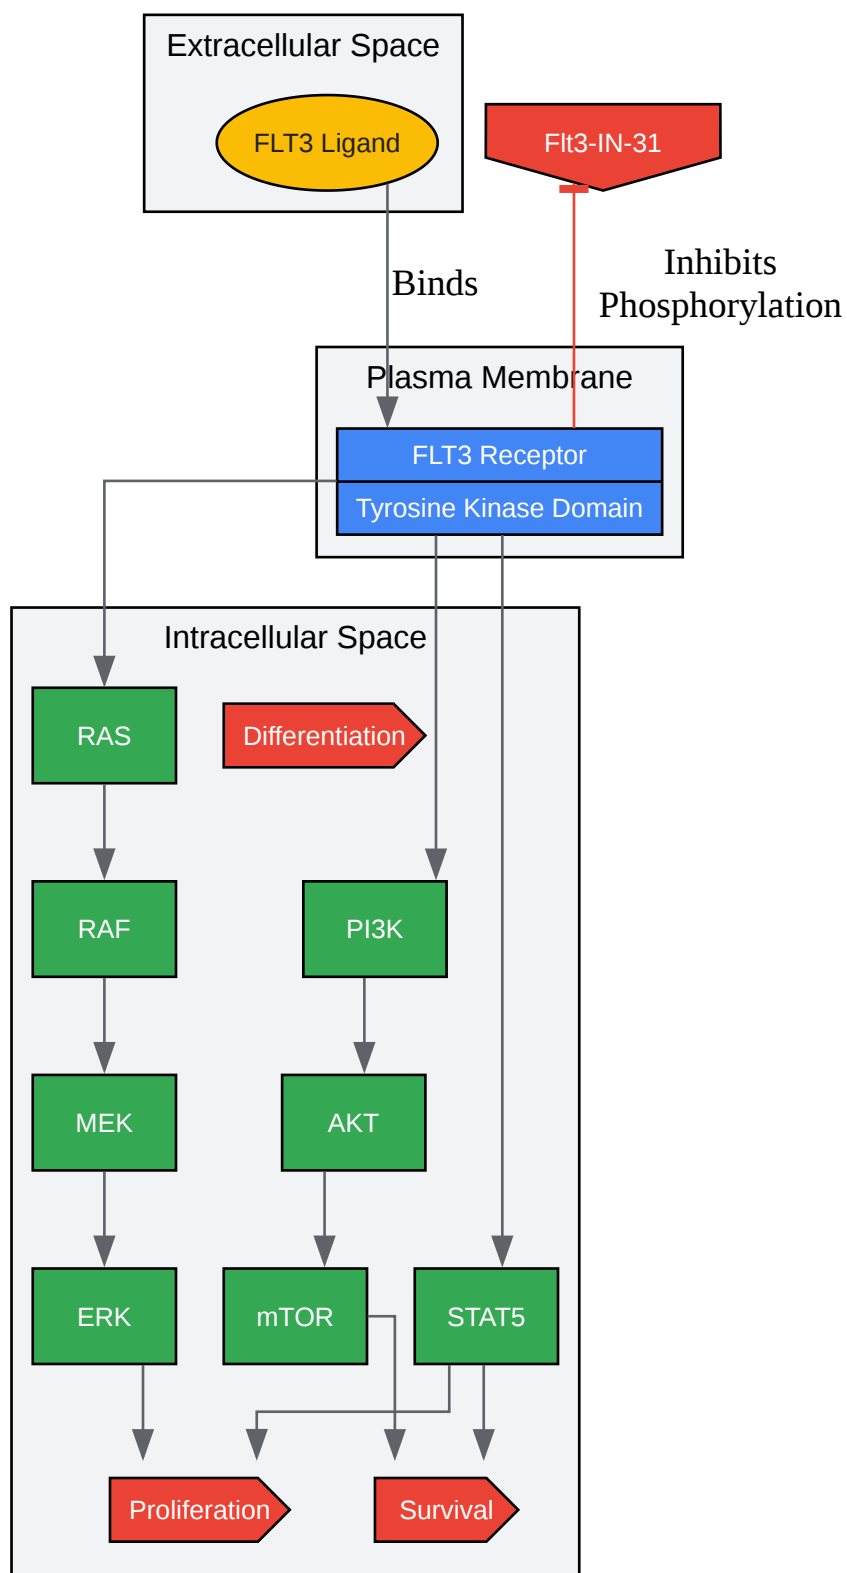 Extracellular Space
FLT3 Ligand
Flt3-IN-31
Binds
Inhibits
Phosphorylation
Plasma Membrane
FLT3 Receptor
Tyrosine Kinase Domain
Intracellular Space
RAS
Differentiation
RAF
PI3K
MEK
AKT
ERK
mTOR
STAT5
Proliferation
Survival